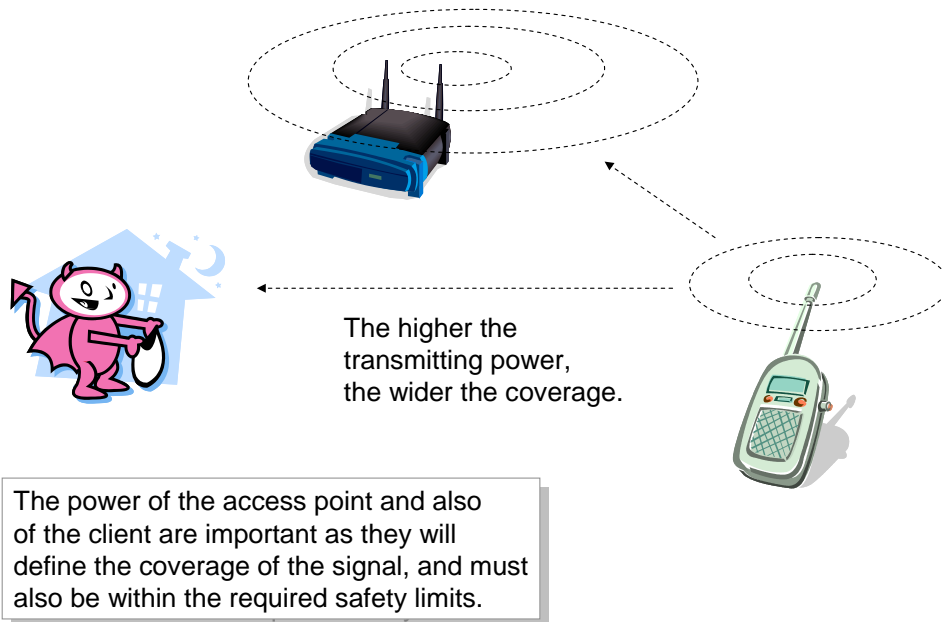 The higher the
transmitting power,
the wider the coverage.
The power of the access point and also
of the client are important as they will
define the coverage of the signal, and must
also be within the required safety limits.